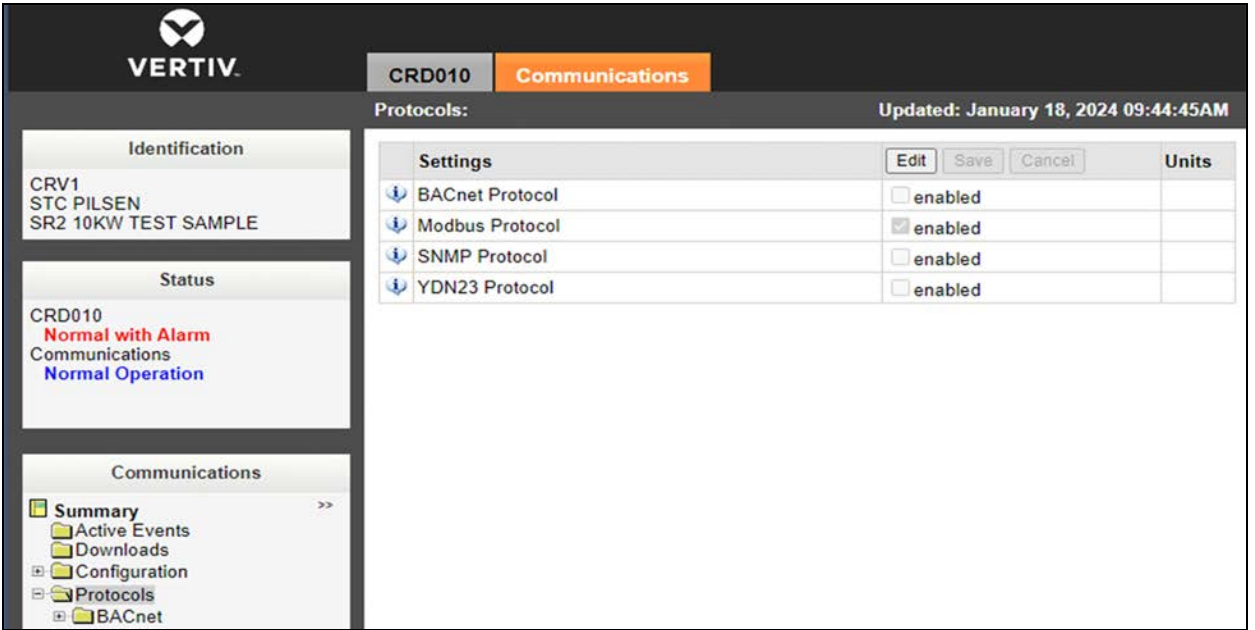 VERTIV.
CRD010 Communications
Protocols: Updated: January 18, 2024 09:44:45AM
Identification
CRV1
STC PILSEN
SR2 10KW TEST SAMPLE
Status
CRD010
Normal with Alarm
Communications
Normal Operation
Communications
Summary >>
Active Events
Downloads
Configuration
Protocols
BACnet
Settings Edit Save Cancel Units
BACnet Protocol enabled
Modbus Protocol enabled
SNMP Protocol enabled
YDN23 Protocol enabled